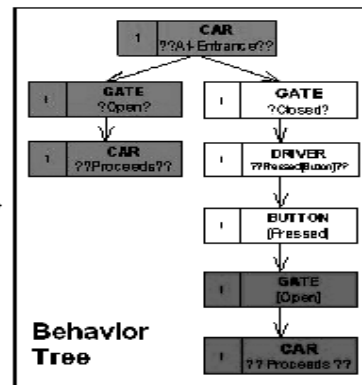 1
CAR
??At-Entrance??
1
GATE
?Open?
1
GATE
?Closed?
1
CAR
??Proceeds??
1
DRIVER
??Pressed[Button]??
1
BUTTON
[Pressed]
1
GATE
[Open]
1
CAR
??Proceeds??
Behavior
Tree